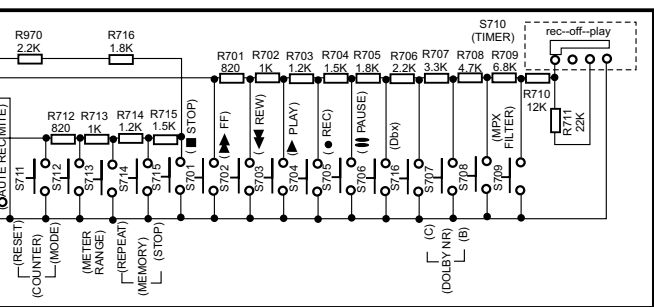 S710
(TIMER)
rec--off--play
R970
2.2K
R716
1.8K
R701
820
R702
1K
R703
1.2K
R704
1.5K
R705
1.8K
R706
2.2K
R707
3.3K
R708
4.7K
R709
6.8K
R710
12K
R711
22K
R712
820
R713
1K
R714
1.2K
R715
1.5K
(■ STOP)
(▲▲ FF)
(▼▼ REW)
(▲ PLAY)
(● REC)
(PAUSE)
(Dbx)
(MPX
FILTER)
S711
S712
S713
S714
S715
S701
S702
S703
S704
S705
S706
S716
S707
S708
S709
(RESET)
(COUNTER)
(MODE)
(METER
RANGE)
(REPEAT)
(MEMORY)
(STOP)
(C)
(DOLBY NR)
(B)